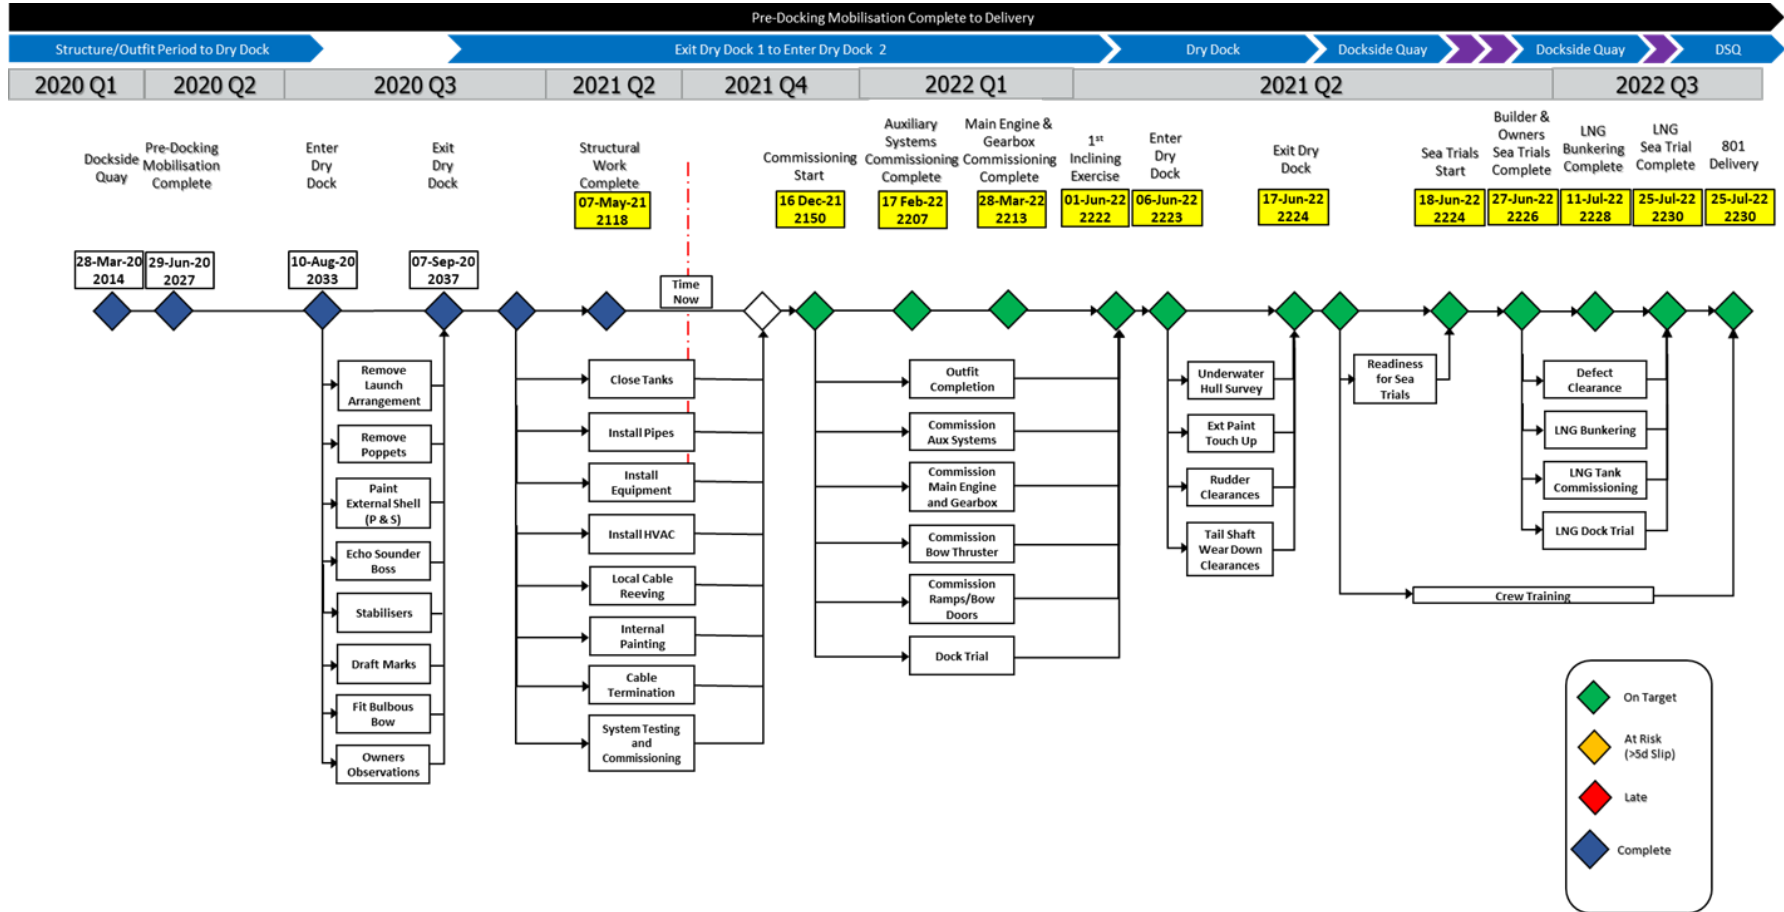 Pre-Docking Mobilisation Complete to Delivery
Structure/Outfit Period to Dry Dock
Exit Dry Dock 1 to Enter Dry Dock 2
Dry Dock
Dockside Quay
Dockside Quay
DSQ
2020 Q1
2020 Q2
2020 Q3
2021 Q2
2021 Q4
2022 Q1
2021 Q2
2022 Q3
Dockside
Quay
Pre-Docking
Mobilisation
Complete
Enter
Dry
Dock
Exit
Dry
Dock
Structural
Work
Complete
Commissioning
Start
Auxiliary
Systems
Commissioning
Complete
Main Engine &
Gearbox
Commissioning
Complete
1st
Inclining
Exercise
Enter
Dry
Dock
Exit Dry
Dock
Sea Trials
Start
Builder &
Owners
Sea Trials
Complete
LNG
Bunkering
Complete
LNG
Sea Trial
Complete
801
Delivery
07-May-21
2118
16 Dec-21
2150
17 Feb-22
2207
28-Mar-22
2213
01-Jun-22
2222
06-Jun-22
2223
17-Jun-22
2224
18-Jun-22
2224
27-Jun-22
2226
11-Jul-22
2228
25-Jul-22
2230
25-Jul-22
2230
28-Mar-20
2014
29-Jun-20
2027
10-Aug-20
2033
07-Sep-20
2037
Time
Now
Remove
Launch
Arrangement
Remove
Poppets
Paint
External Shell
(P & S)
Echo Sounder
Boss
Stabilisers
Draft Marks
Fit Bulbous
Bow
Owners
Observations
Close Tanks
Install Pipes
Install
Equipment
Install HVAC
Local Cable
Reeving
Internal
Painting
Cable
Termination
System Testing
and
Commissioning
Outfit
Completion
Commission
Aux Systems
Commission
Main Engine
and Gearbox
Commission
Bow Thruster
Commission
Ramps/Bow
Doors
Dock Trial
Underwater
Hull Survey
Ext Paint
Touch Up
Rudder
Clearances
Tail Shaft
Wear Down
Clearances
Readiness
for Sea
Trials
Defect
Clearance
LNG Bunkering
LNG Tank
Commissioning
LNG Dock Trial
Crew Training
On Target
At Risk
(>5d Slip)
Late
Complete